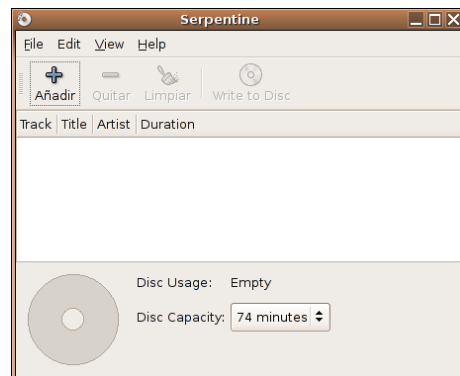 Serpentine
File Edit View Help
Añadir Quitar Limpiar Write to Disc
Track Title Artist Duration
Disc Usage: Empty
Disc Capacity: 74 minutes